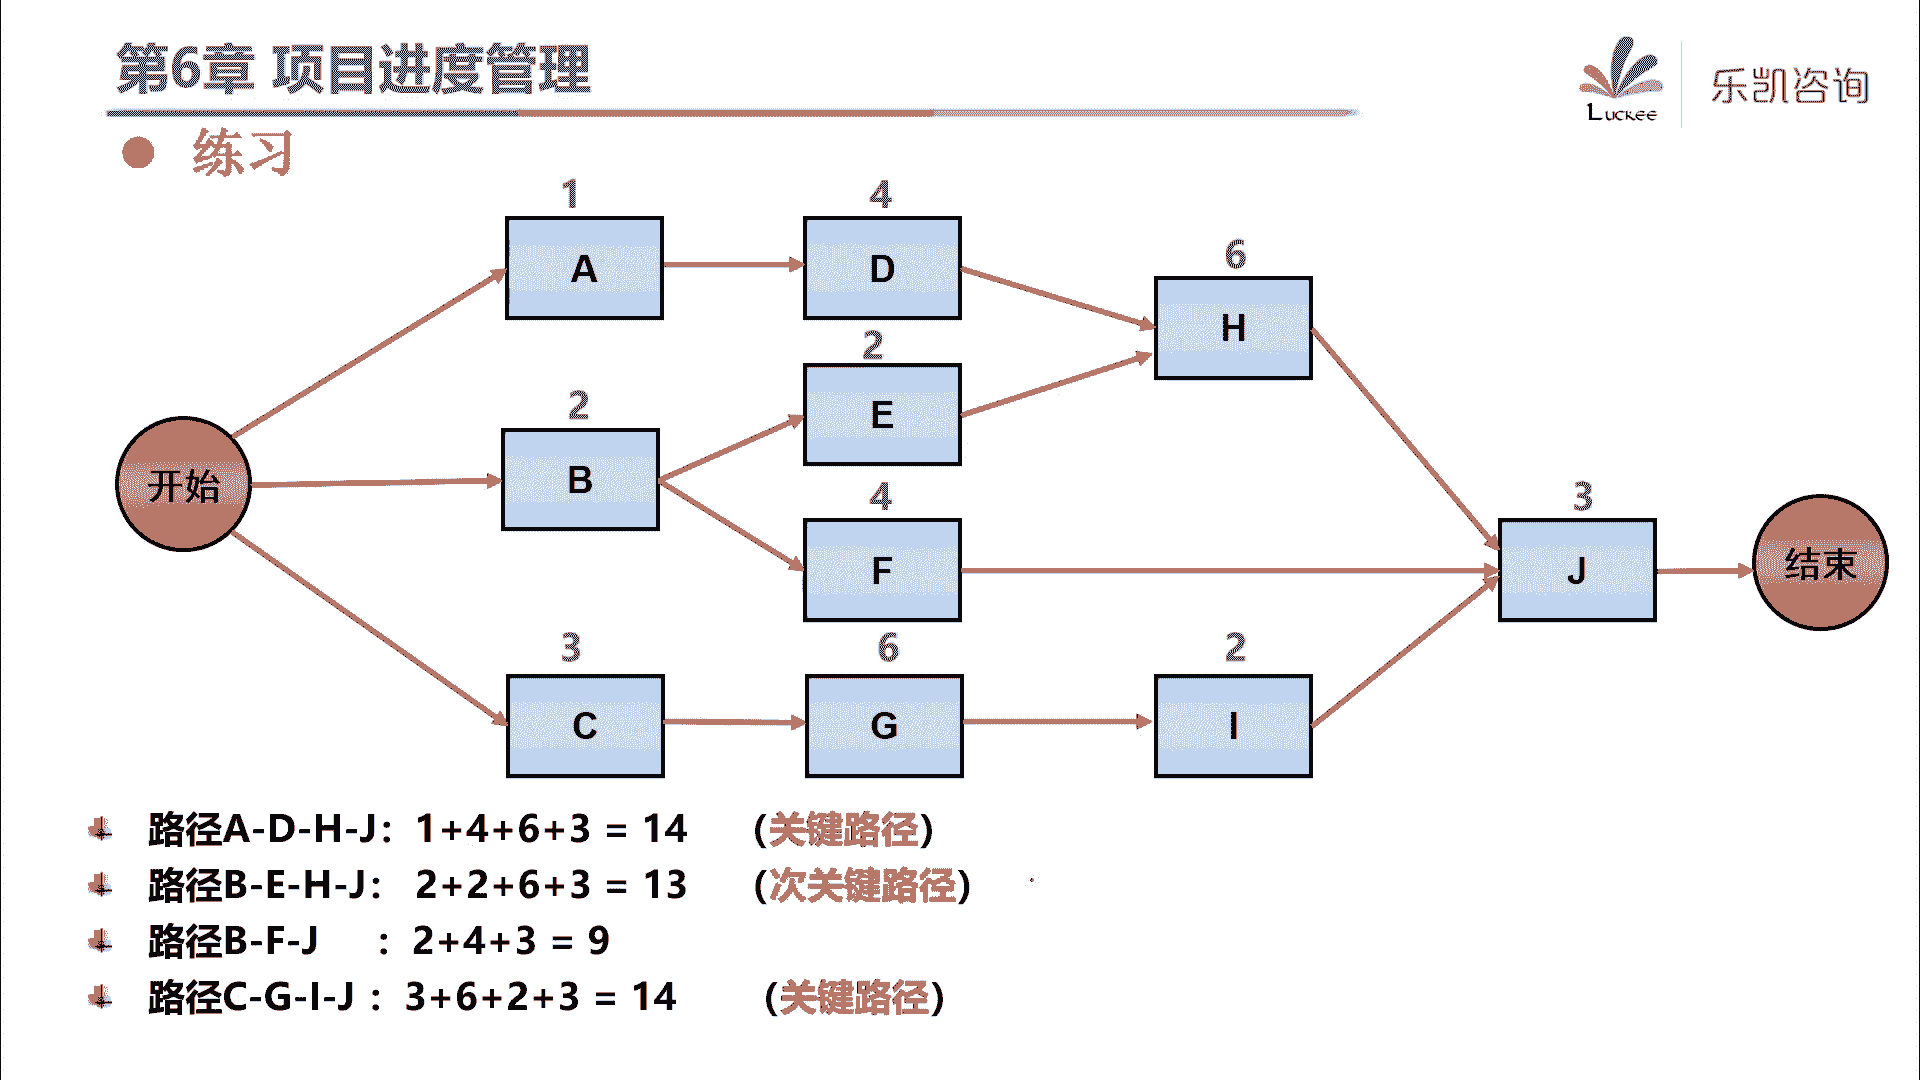 第6章 项目进度管理
LUCKEE
乐凯咨询
练习
1
4
A
D
6
H
2
E
2
B
开始
4
F
3
J
结束
3
6
2
C
G
I
路径A-D-H-J：1+4+6+3 = 14 (关键路径)
路径B-E-H-J： 2+2+6+3 = 13 (次关键路径)
路径B-F-J ：2+4+3 = 9
路径C-G-I-J ：3+6+2+3 = 14 (关键路径)